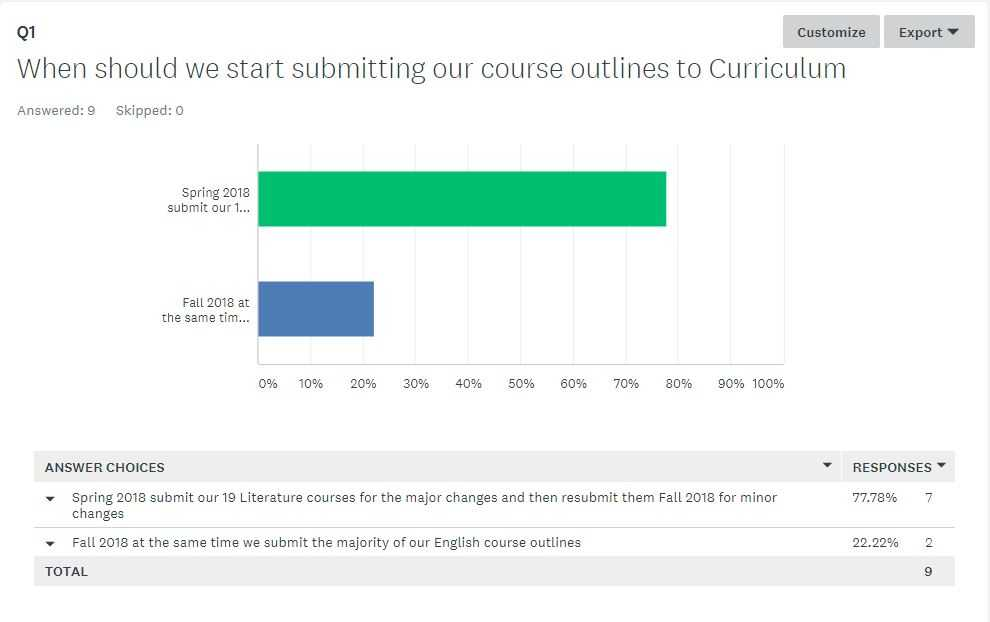 Q1
Customize
Export
When should we start submitting our course outlines to Curriculum
Answered: 9 Skipped: 0
Spring 2018
submit our 1...
Fall 2018 at
the same tim...
0% 10% 20% 30% 40% 50% 60% 70% 80% 90% 100%
ANSWER CHOICES RESPONSES
Spring 2018 submit our 19 Literature courses for the major changes and then resubmit them Fall 2018 for minor 77.78% 7
changes
Fall 2018 at the same time we submit the majority of our English course outlines 22.22% 2
TOTAL 9